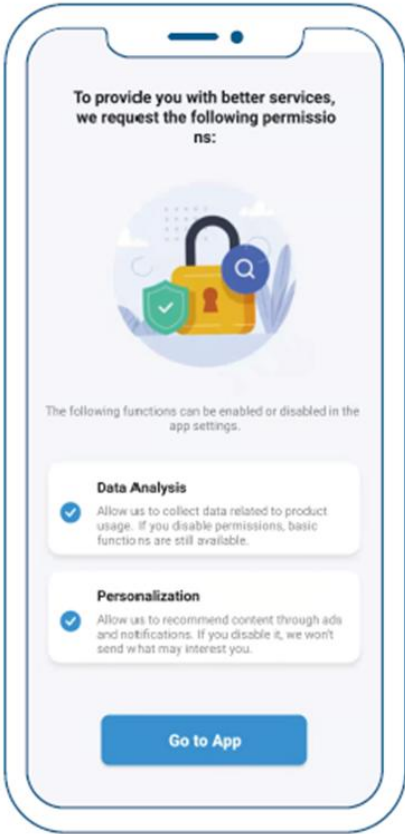 To provide you with better services,
we request the following permissio
ns:
The following functions can be enabled or disabled in the
app settings.
Data Analysis
Allow us to collect data related to product
usage. If you disable permissions, basic
functions are still available.
Personalization
Allow us to recommend content through ads
and notifications. If you disable it, we won't
send what may interest you.
Go to App